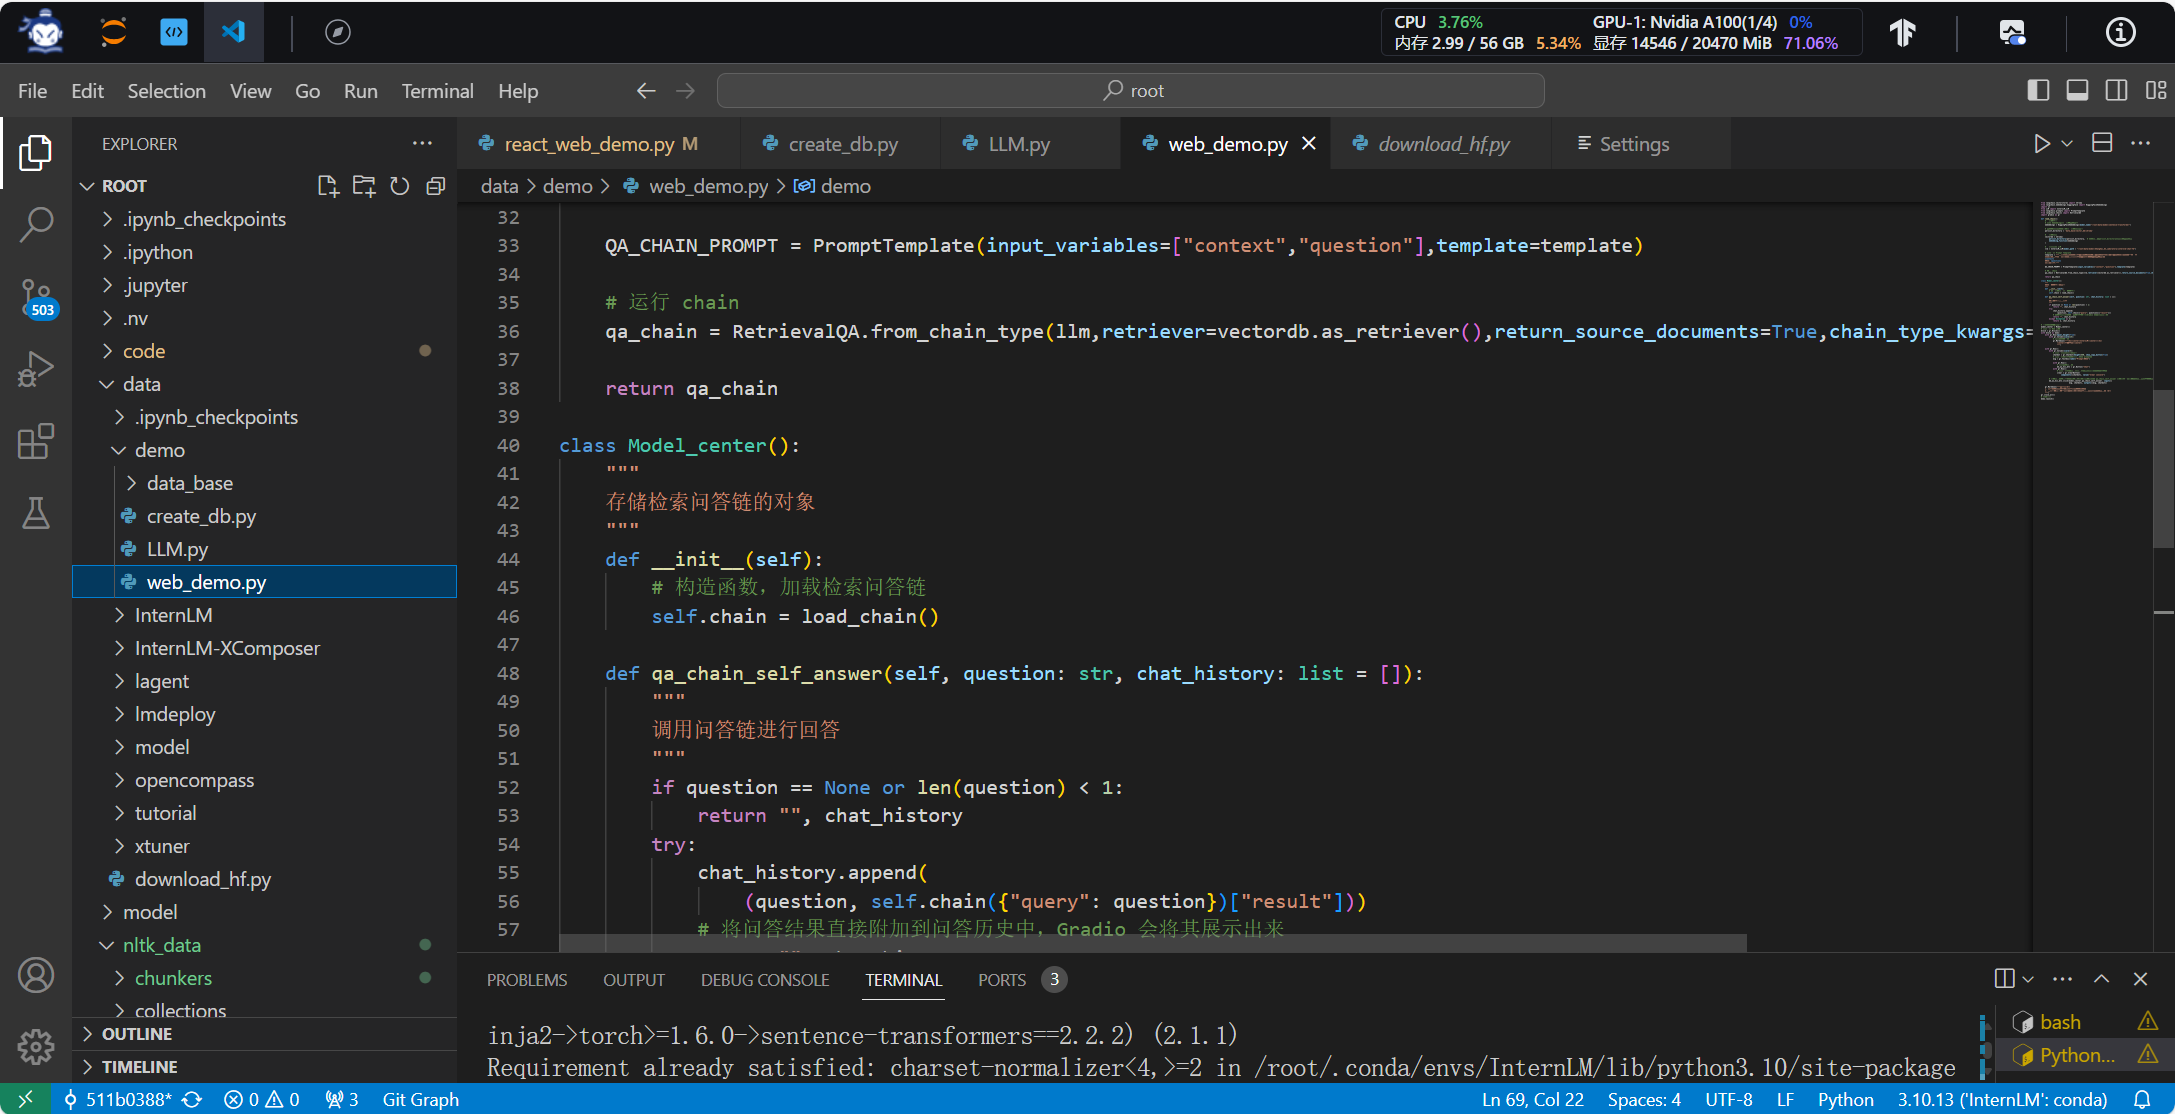 CPU 3.76% GPU-1: Nvidia A100(1/4) 0%
内存 2.99 / 56 GB 5.34% 显存 14546 / 20470 MiB 71.06%
File Edit Selection View Go Run Terminal Help root
EXPLORER
react_web_demo.py M create_db.py LLM.py web_demo.py download_hf.py Settings
ROOT
data > demo > web_demo.py > demo
.ipynb_checkpoints
.ipython
.jupyter
.nv
code
data
.ipynb_checkpoints
demo
data_base
create_db.py
LLM.py
web_demo.py
InternLM
InternLM-XComposer
lagent
lmdeploy
model
opencompass
tutorial
xtuner
download_hf.py
model
nltk_data
chunkers
collections
OUTLINE
TIMELINE
503
32
33 QA_CHAIN_PROMPT = PromptTemplate(input_variables=["context","question"],template=template)
34
35 # 运行 chain
36 qa_chain = RetrievalQA.from_chain_type(llm,retriever=vectordb.as_retriever(),return_source_documents=True,chain_type_kwargs=
37
38 return qa_chain
39
40 class Model_center():
41 """
42 存储检索问答链的对象
43 """
44 def __init__(self):
45 # 构造函数，加载检索问答链
46 self.chain = load_chain()
47
48 def qa_chain_self_answer(self, question: str, chat_history: list = []):
49 """
50 调用问答链进行回答
51 """
52 if question == None or len(question) < 1:
53 return "", chat_history
54 try:
55 chat_history.append(
56 (question, self.chain({"query": question})["result"]))
57 # 将问答结果直接附加到问答历史中，Gradio 会将其展示出来
PROBLEMS OUTPUT DEBUG CONSOLE TERMINAL PORTS 3
inja2->torch>=1.6.0->sentence-transformers==2.2.2) (2.1.1)
Requirement already satisfied: charset-normalizer<4,>=2 in /root/.conda/envs/InternLM/lib/python3.10/site-package
bash
Python...
511b0388* 0 0 3 Git Graph Ln 69, Col 22 Spaces: 4 UTF-8 LF Python 3.10.13 ('InternLM': conda)